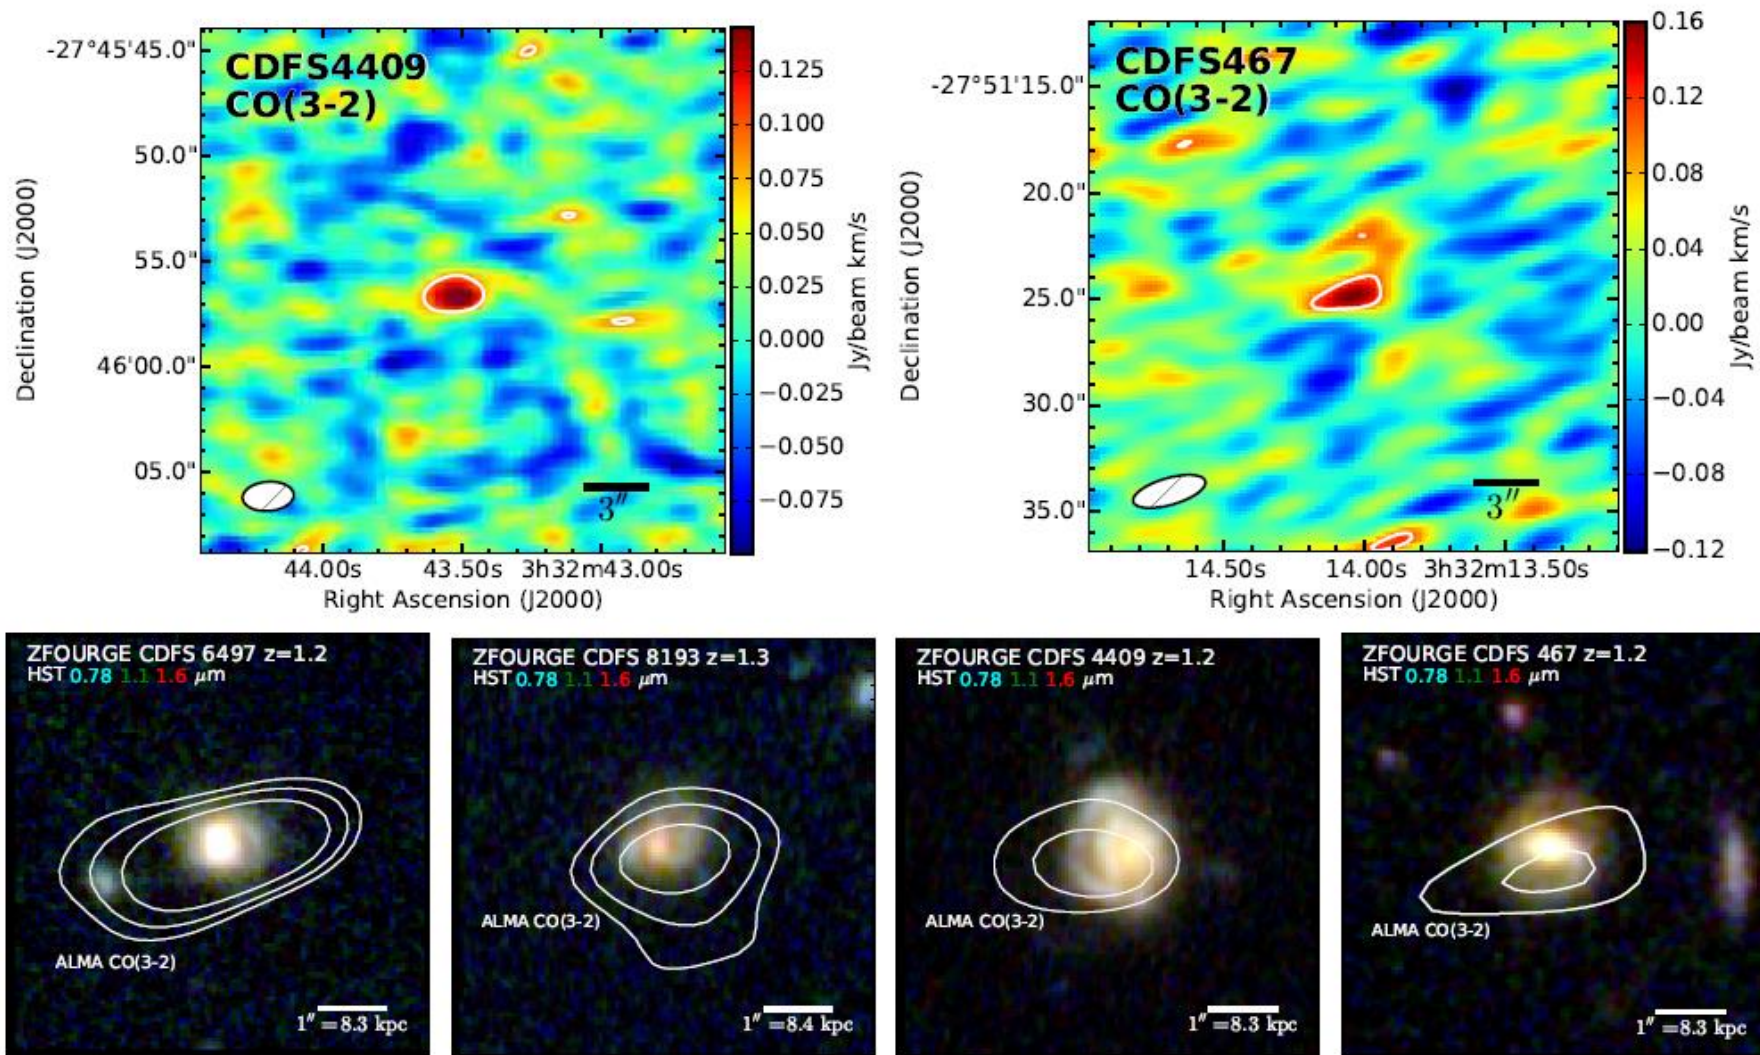 CDFS4409
CO(3-2)
-27°45'45.0"
50.0"
55.0"
46'00.0"
05.0"
Declination (J2000)
44.00s 43.50s 3h32m43.00s
Right Ascension (J2000)
3″
0.125
0.100
0.075
0.050
0.025
0.000
−0.025
−0.050
−0.075
Jy/beam km/s
CDFS467
CO(3-2)
-27°51'15.0"
20.0"
25.0"
30.0"
35.0"
Declination (J2000)
14.50s 14.00s 3h32m13.50s
Right Ascension (J2000)
3″
0.16
0.12
0.08
0.04
0.00
−0.04
−0.08
−0.12
Jy/beam km/s
ZFOURGE CDFS 6497 z=1.2
HST 0.78 1.1 1.6 μm
ALMA CO(3-2)
1″ =8.3 kpc
ZFOURGE CDFS 8193 z=1.3
HST 0.78 1.1 1.6 μm
ALMA CO(3-2)
1″ =8.4 kpc
ZFOURGE CDFS 4409 z=1.2
HST 0.78 1.1 1.6 μm
ALMA CO(3-2)
1″ =8.3 kpc
ZFOURGE CDFS 467 z=1.2
HST 0.78 1.1 1.6 μm
ALMA CO(3-2)
1″ =8.3 kpc